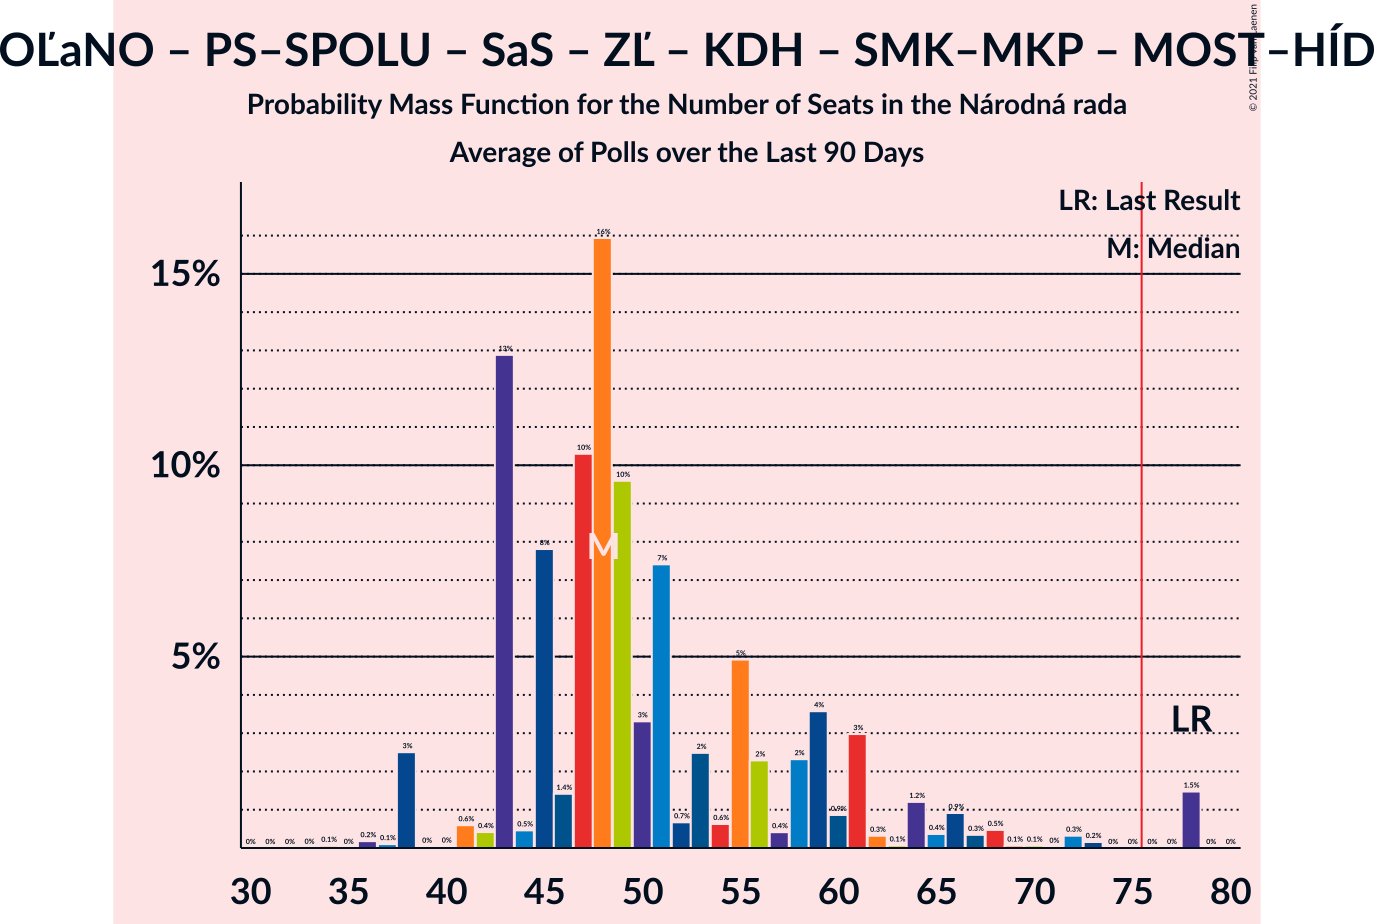 OĽaNO – PS–SPOLU – SaS – ZĽ – KDH – SMK–MKP – MOST–HÍD
Probability Mass Function for the Number of Seats in the Národná rada
Average of Polls over the Last 90 Days
LR: Last Result
M: Median
16%
15%
13%
10%
10%
10%
8%
M
7%
5%
5%
4%
LR
3%
3%
3%
2%
2%
2%
1.5%
1.4%
1.2%
0% 0% 0% 0% 0.1% 0% 0.2% 0.1% 0% 0% 0.6% 0.4% 0.5% 0.7% 0.6% 0.4% 0.9% 0.3% 0.1% 0.4% 0.9% 0.3% 0.5% 0.1% 0.1% 0% 0.3% 0.2% 0% 0% 0% 0% 0% 0%
30 35 40 45 50 55 60 65 70 75 80
© 2021